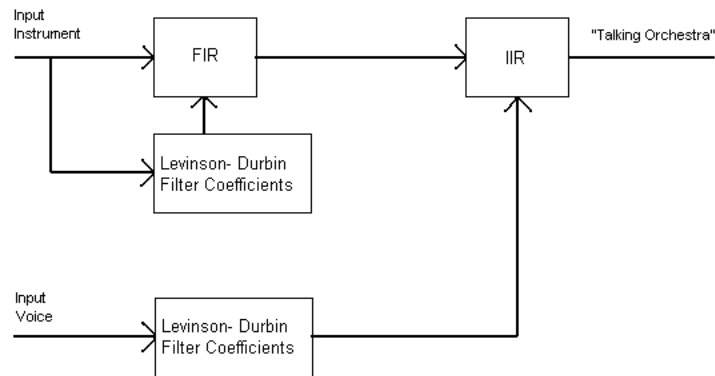 Input
Instrument
FIR
IIR
"Talking Orchestra"
Levinson- Durbin
Filter Coefficients
Input
Voice
Levinson- Durbin
Filter Coefficients